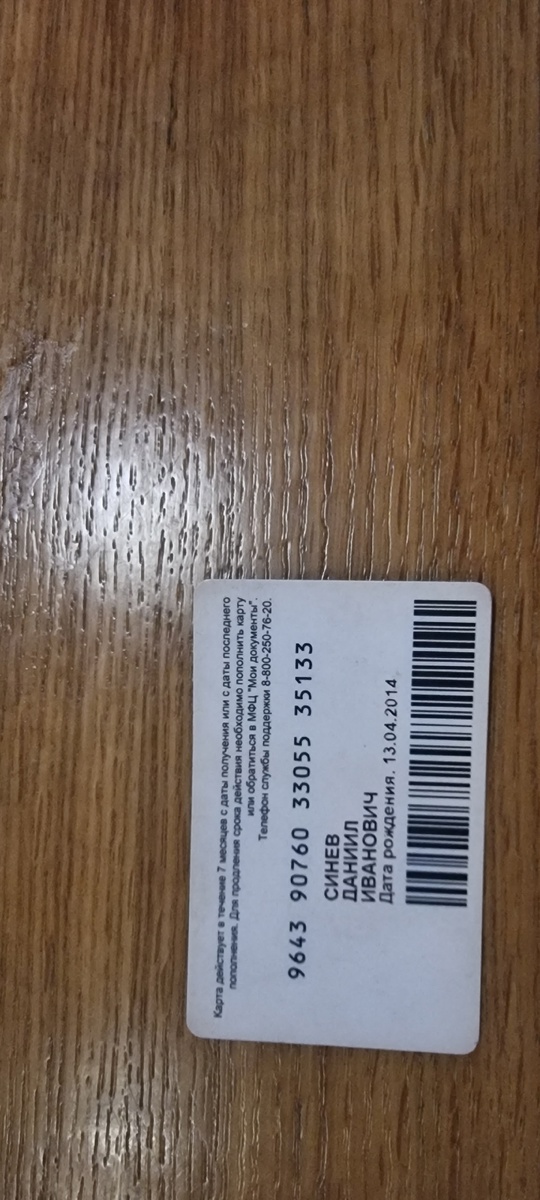 Карта действует в течение 7 месяцев с даты получения или с даты последнего
пополнения. Для продления срока действия необходимо пополнить карту
или обратиться в МФЦ "Мои документы".
Телефон службы поддержки 8-800-250-76-20.
9643 90760 33055 35133
СИНЕВ
ДАНИИЛ
ИВАНОВИЧ
Дата рождения. 13.04.2014